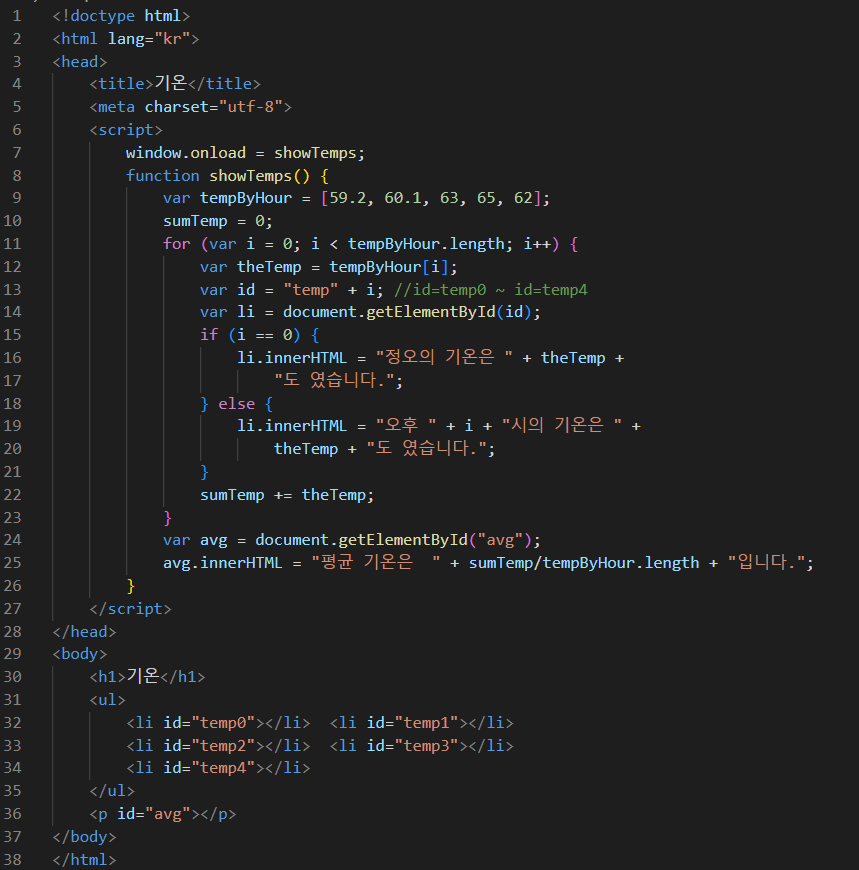 1 <!doctype html>
2 <html lang="kr">
3 <head>
4     <title>기온</title>
5     <meta charset="utf-8">
6     <script>
7         window.onload = showTemps;
8         function showTemps() {
9             var tempByHour = [59.2, 60.1, 63, 65, 62];
10             sumTemp = 0;
11             for (var i = 0; i < tempByHour.length; i++) {
12                 var theTemp = tempByHour[i];
13                 var id = "temp" + i; //id=temp0 ~ id=temp4
14                 var li = document.getElementById(id);
15                 if (i == 0) {
16                     li.innerHTML = "정오의 기온은 " + theTemp +
17                         "도 였습니다.";
18                 } else {
19                     li.innerHTML = "오후 " + i + "시의 기온은 " +
20                         theTemp + "도 였습니다.";
21                 }
22                 sumTemp += theTemp;
23             }
24             var avg = document.getElementById("avg");
25             avg.innerHTML = "평균 기온은  " + sumTemp/tempByHour.length + "입니다.";
26         }
27     </script>
28 </head>
29 <body>
30     <h1>기온</h1>
31     <ul>
32         <li id="temp0"></li>  <li id="temp1"></li>
33         <li id="temp2"></li>  <li id="temp3"></li>
34         <li id="temp4"></li>
35     </ul>
36     <p id="avg"></p>
37 </body>
38 </html>